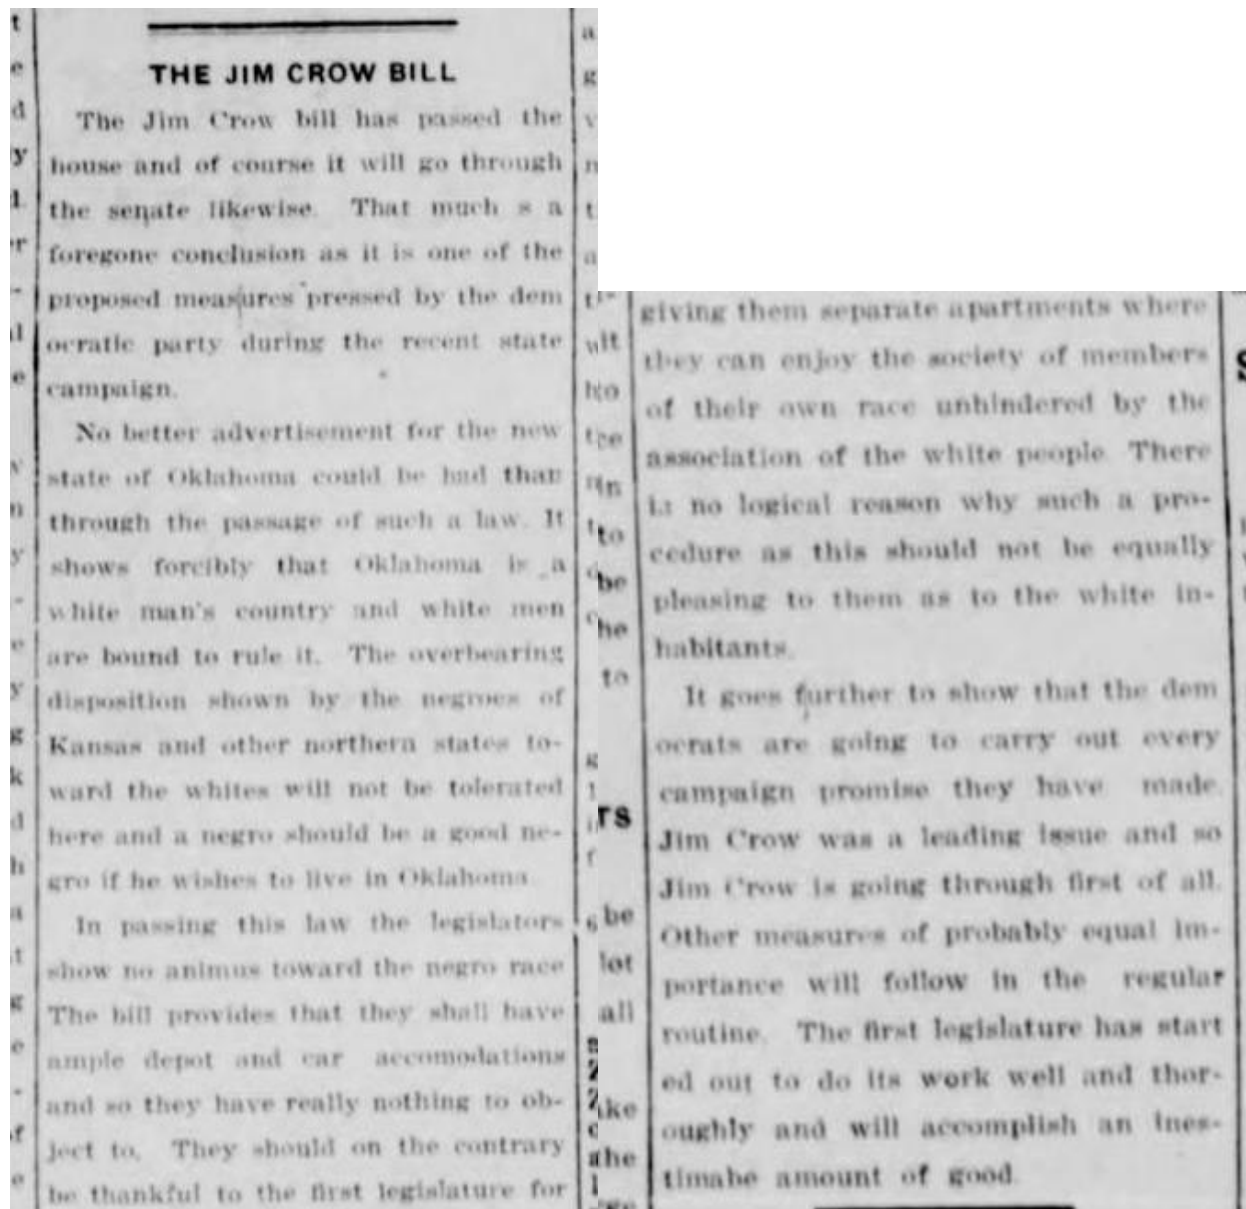 THE JIM CROW BILL
The Jim Crow bill has passed the
house and of course it will go through
the senate likewise. That much s a
foregone conclusion as it is one of the
proposed measures pressed by the dem
ocratic party during the recent state
campaign.
No better advertisement for the new
state of Oklahoma could be had than
through the passage of such a law. It
shows forcibly that Oklahoma is a
white man's country and white men
are bound to rule it. The overbearing
disposition shown by the negroes of
Kansas and other northern states to-
ward the whites will not be tolerated
here and a negro should be a good ne-
gro if he wishes to live in Oklahoma.
In passing this law the legislators
show no animus toward the negro race
The bill provides that they shall have
ample depot and car accomodations
and so they have really nothing to ob-
ject to. They should on the contrary
be thankful to the first legislature for
giving them separate apartments where
they can enjoy the society of members
of their own race unhindered by the
association of the white people. There
is no logical reason why such a pro-
cedure as this should not be equally
pleasing to them as to the white in-
habitants.
It goes further to show that the dem
ocrats are going to carry out every
campaign promise they have made.
Jim Crow was a leading issue and so
Jim Crow is going through first of all.
Other measures of probably equal im-
portance will follow in the regular
routine. The first legislature has start
ed out to do its work well and thor-
oughly and will accomplish an ines-
timabe amount of good.